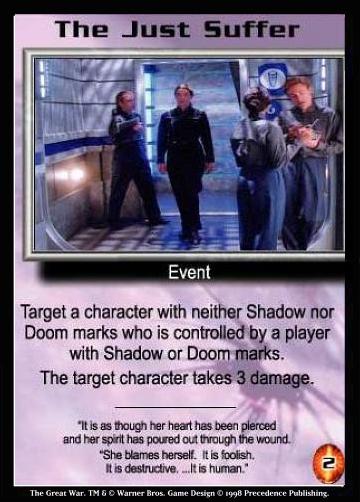 The Just Suffer
Event
Target a character with neither Shadow nor
Doom marks who is controlled by a player
with Shadow or Doom marks.
The target character takes 3 damage.
"It is as though her heart has been pierced
and her spirit has poured out through the wound.
"She blames herself. It is foolish.
It is destructive. ...It is human."
2
The Great War. TM & © Warner Bros. Game Design © 1998 Precedence Publishing.